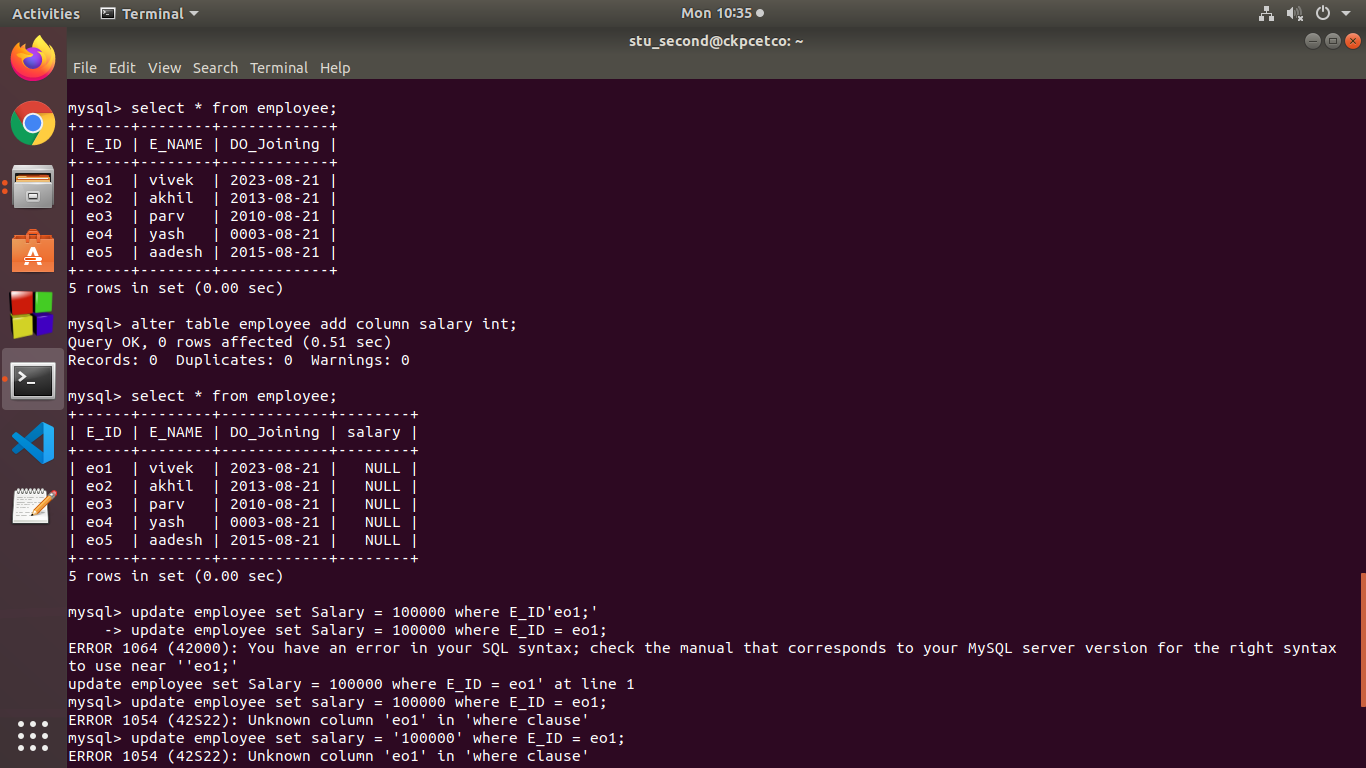 Activities Terminal Mon 10:35
stu_second@ckpcetco: ~
File Edit View Search Terminal Help
mysql> select * from employee;
+------+--------+------------+
| E_ID | E_NAME | DO_Joining |
+------+--------+------------+
| eo1  | vivek  | 2023-08-21 |
| eo2  | akhil  | 2013-08-21 |
| eo3  | parv   | 2010-08-21 |
| eo4  | yash   | 0003-08-21 |
| eo5  | aadesh | 2015-08-21 |
+------+--------+------------+
5 rows in set (0.00 sec)
mysql> alter table employee add column salary int;
Query OK, 0 rows affected (0.51 sec)
Records: 0  Duplicates: 0  Warnings: 0
mysql> select * from employee;
+------+--------+------------+--------+
| E_ID | E_NAME | DO_Joining | salary |
+------+--------+------------+--------+
| eo1  | vivek  | 2023-08-21 |   NULL |
| eo2  | akhil  | 2013-08-21 |   NULL |
| eo3  | parv   | 2010-08-21 |   NULL |
| eo4  | yash   | 0003-08-21 |   NULL |
| eo5  | aadesh | 2015-08-21 |   NULL |
+------+--------+------------+--------+
5 rows in set (0.00 sec)
mysql> update employee set Salary = 100000 where E_ID'eo1;'
    -> update employee set Salary = 100000 where E_ID = eo1;
ERROR 1064 (42000): You have an error in your SQL syntax; check the manual that corresponds to your MySQL server version for the right syntax
to use near ''eo1;'
update employee set Salary = 100000 where E_ID = eo1' at line 1
mysql> update employee set salary = 100000 where E_ID = eo1;
ERROR 1054 (42S22): Unknown column 'eo1' in 'where clause'
mysql> update employee set salary = '100000' where E_ID = eo1;
ERROR 1054 (42S22): Unknown column 'eo1' in 'where clause'